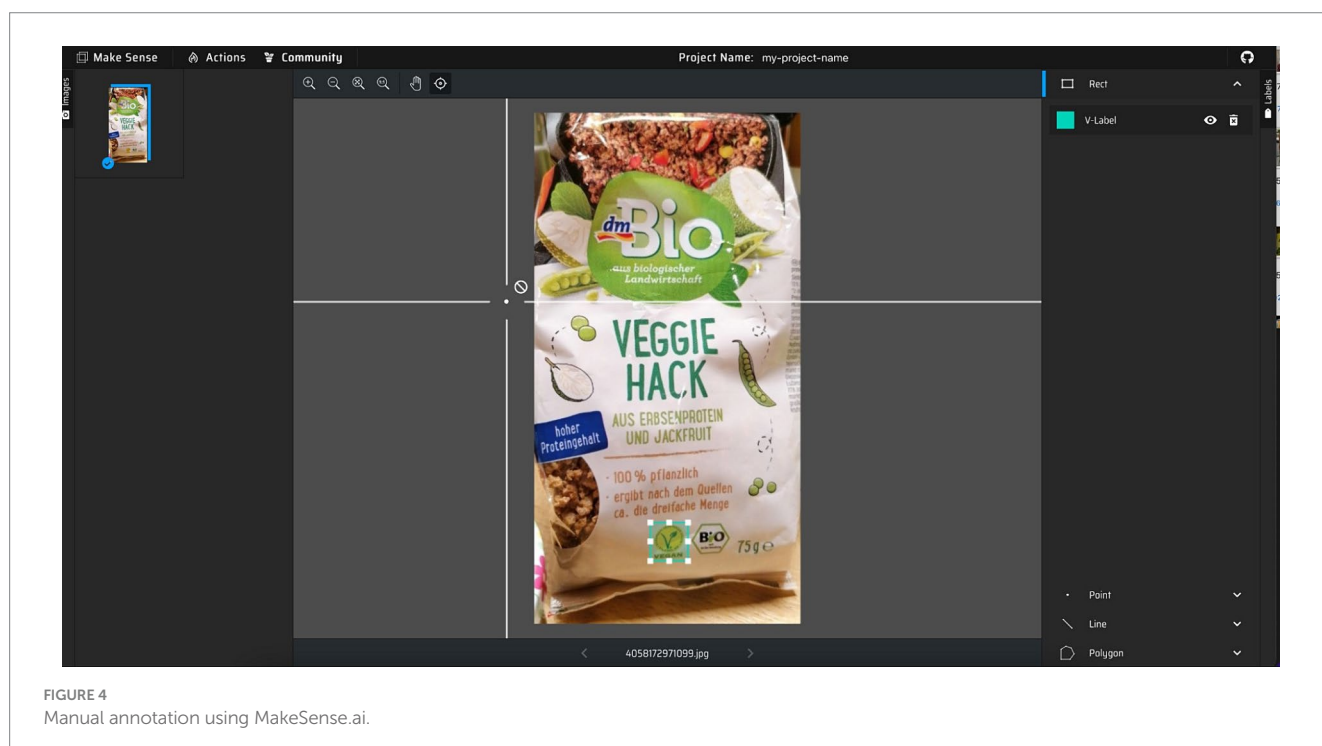 Make Sense
Actions
Community
Project Name: my-project-name
Images
Labels
Rect
V-Label
dm
Bio
aus biologischer
Landwirtschaft
VEGGIE
HACK
AUS ERBSENPROTEIN
UND JACKFRUIT
hoher
Proteingehalt
- 100 % pflanzlich
- ergibt nach dem Quellen
ca. die dreifache Menge
VEGAN
BIO
75 g e
Point
Line
Polygon
4058172971099.jpg
FIGURE 4
Manual annotation using MakeSense.ai.